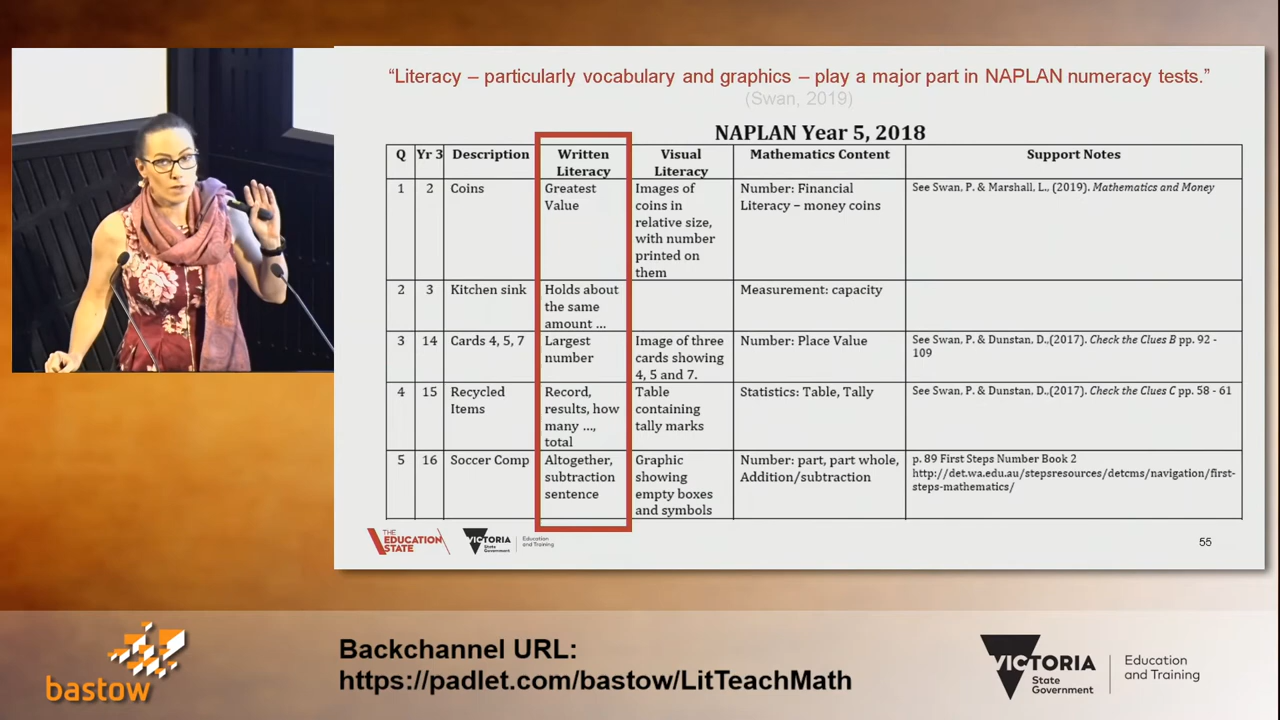 “Literacy – particularly vocabulary and graphics – play a major part in NAPLAN numeracy tests.”
(Swan, 2019)
NAPLAN Year 5, 2018
Q Yr 3 Description Written Literacy Visual Literacy Mathematics Content Support Notes
1 2 Coins
Greatest
Value
Images of
coins in
relative size,
with number
printed on
them
Number: Financial
Literacy – money coins
See Swan, P. & Marshall, L., (2019). Mathematics and Money
2 3 Kitchen sink
Holds about
the same
amount ...
Measurement: capacity
3 14 Cards 4, 5, 7
Largest
number
Image of three
cards showing
4, 5 and 7.
Number: Place Value
See Swan, P. & Dunstan, D.,(2017). Check the Clues B pp. 92 -
109
4 15 Recycled
Items
Record,
results, how
many ...,
total
Table
containing
tally marks
Statistics: Table, Tally
See Swan, P. & Dunstan, D.,(2017). Check the Clues C pp. 58 - 61
5 16 Soccer Comp
Altogether,
subtraction
sentence
Graphic
showing
empty boxes
and symbols
Number: part, part whole,
Addition/subtraction
p. 89 First Steps Number Book 2
http://det.wa.edu.au/stepsresources/detcms/navigation/first-
steps-mathematics/
THE
EDUCATION
STATE
VICTORIA
State
Government
Education
and Training
55
bastow
Backchannel URL:
https://padlet.com/bastow/LitTeachMath
VICTORIA
State
Government
Education
and Training